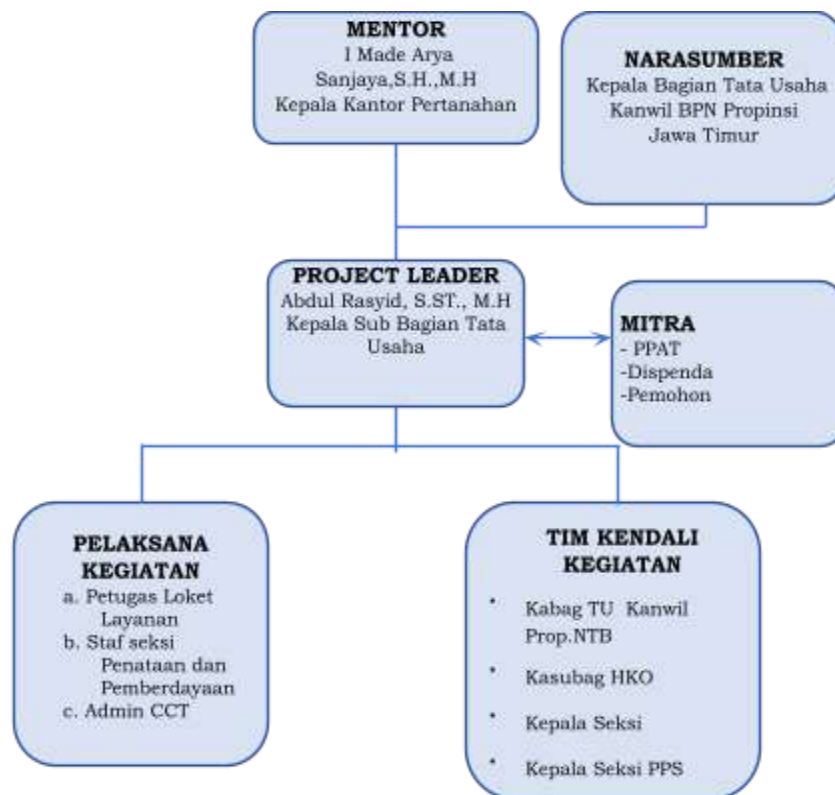 MENTOR
I Made Arya
Sanjaya,S.H.,M.H
Kepala Kantor Pertanahan
NARASUMBER
Kepala Bagian Tata Usaha
Kanwil BPN Propinsi
Jawa Timur
PROJECT LEADER
Abdul Rasyid, S.ST., M.H
Kepala Sub Bagian Tata
Usaha
MITRA
- PPAT
-Dispenda
-Pemohon
PELAKSANA
KEGIATAN
a. Petugas Loket
Layanan
b. Staf seksi
Penataan dan
Pemberdayaan
c. Admin CCT
TIM KENDALI
KEGIATAN
• Kabag TU Kanwil
Prop.NTB
• Kasubag HKO
• Kepala Seksi
• Kepala Seksi PPS